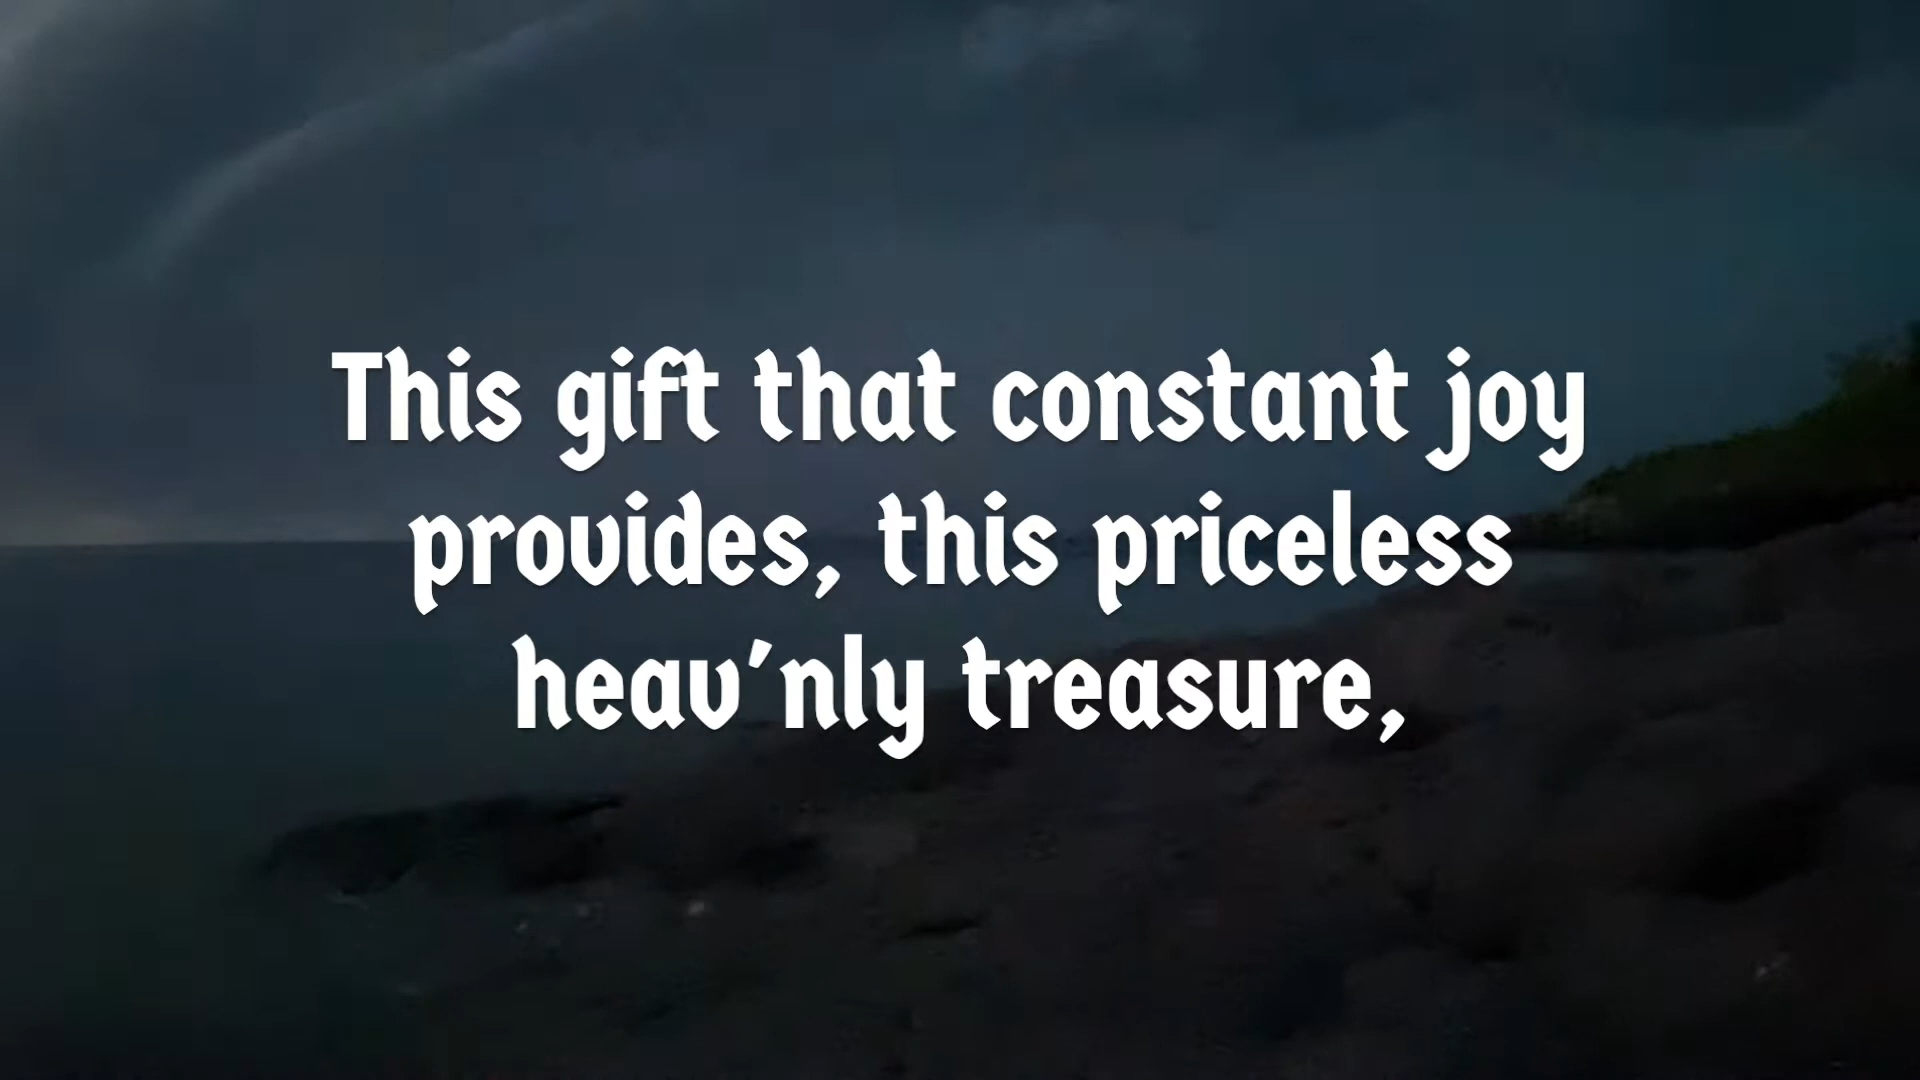 This gift that constant joy
provides, this priceless
heav'nly treasure,